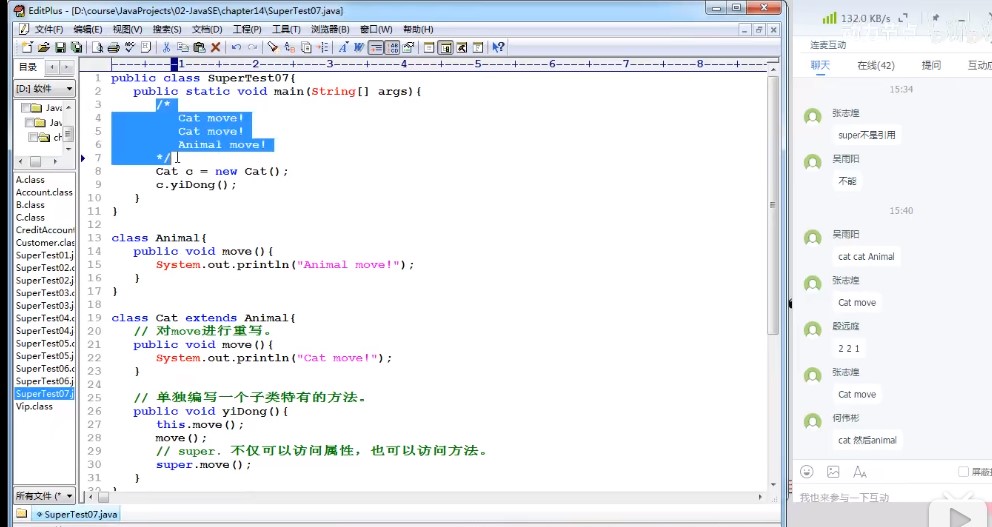 EditPlus - [D:\course\JavaProjects\02-JavaSE\chapter14\SuperTest07.java]
文件(F) 编辑(E) 视图(V) 搜索(S) 文档(D) 工程(P) 工具(T) 浏览器(B) 窗口(W) 帮助(H)
目录
[D:] 软件
Java
Jav
ch
A.class
Account.class
B.class
C.class
CreditAccount
Customer.clas
SuperTest01.j
SuperTest02.c
SuperTest02.j
SuperTest03.c
SuperTest03.j
SuperTest04.c
SuperTest04.j
SuperTest05.c
SuperTest05.j
SuperTest06.c
SuperTest06.j
SuperTest07.j
Vip.class
所有文件 (*
----+----1----+----2----+----3----+----4----+----5----+----6----+----7----+----8----+--
1 public class SuperTest07{
2 public static void main(String[] args){
3 /*
4 Cat move!
5 Cat move!
6 Animal move!
7 */
8 Cat c = new Cat();
9 c.yiDong();
10 }
11 }
12
13 class Animal{
14 public void move(){
15 System.out.println("Animal move!");
16 }
17 }
18
19 class Cat extends Animal{
20 // 对move进行重写。
21 public void move(){
22 System.out.println("Cat move!");
23 }
24
25 // 单独编写一个子类特有的方法。
26 public void yiDong(){
27 this.move();
28 move();
29 // super. 不仅可以访问属性，也可以访问方法。
30 super.move();
31 }
SuperTest07.java
132.0 KB/s
连麦互动
聊天 在线(42) 提问 互动应
15:34
张志煌
super不是引用
吴雨阳
不能
15:40
吴雨阳
cat cat Animal
张志煌
Cat move
殷远庭
2 2 1
张志煌
Cat move
何伟彬
cat 然后animal
屏蔽
我也来参与一下互动